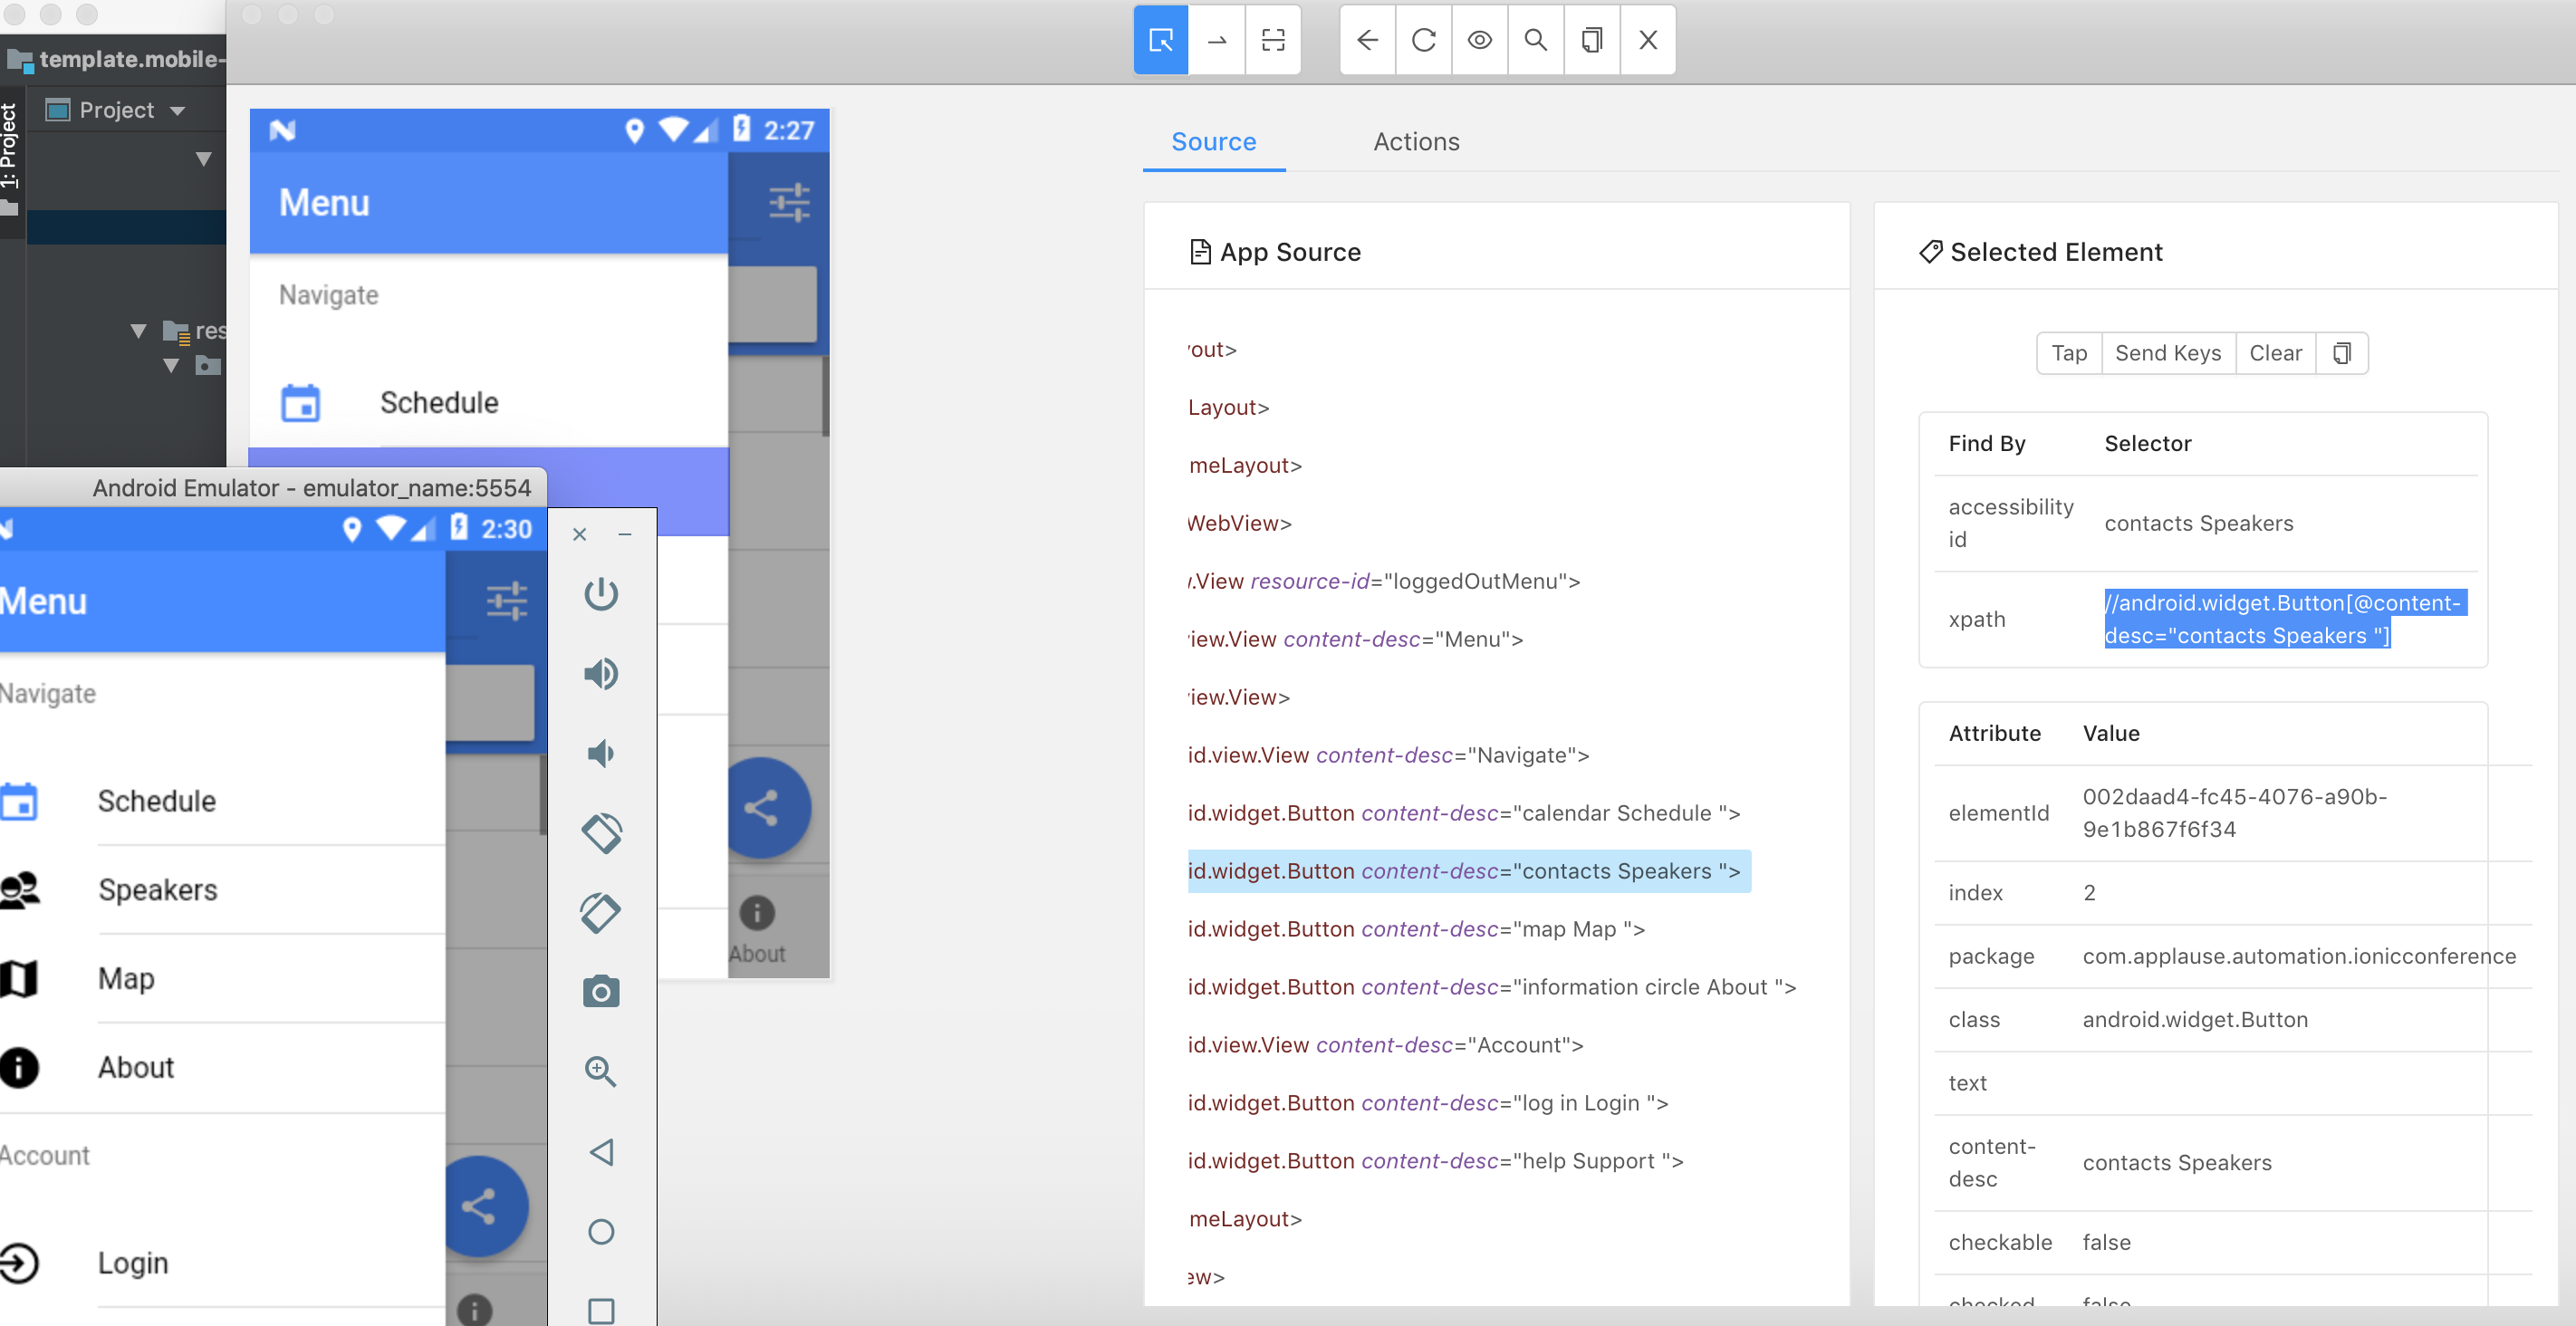 template.mobile-
Project
1: Project
res
2:27
Menu
Navigate
Schedule
About
Android Emulator - emulator_name:5554
2:30
Menu
Navigate
Schedule
Speakers
Map
About
Account
Login
Source
Actions
App Source
out>
Layout>
meLayout>
WebView>
.View resource-id="loggedOutMenu">
iew.View content-desc="Menu">
iew.View>
id.view.View content-desc="Navigate">
id.widget.Button content-desc="calendar Schedule ">
id.widget.Button content-desc="contacts Speakers ">
id.widget.Button content-desc="map Map ">
id.widget.Button content-desc="information circle About ">
id.view.View content-desc="Account">
id.widget.Button content-desc="log in Login ">
id.widget.Button content-desc="help Support ">
meLayout>
ew>
Selected Element
Tap
Send Keys
Clear
Find By
Selector
accessibility
id
contacts Speakers
xpath
//android.widget.Button[@content-
desc="contacts Speakers "]
Attribute
Value
elementId
002daad4-fc45-4076-a90b-
9e1b867f6f34
index
2
package
com.applause.automation.ionicconference
class
android.widget.Button
text
content-
desc
contacts Speakers
checkable
false
checked
false